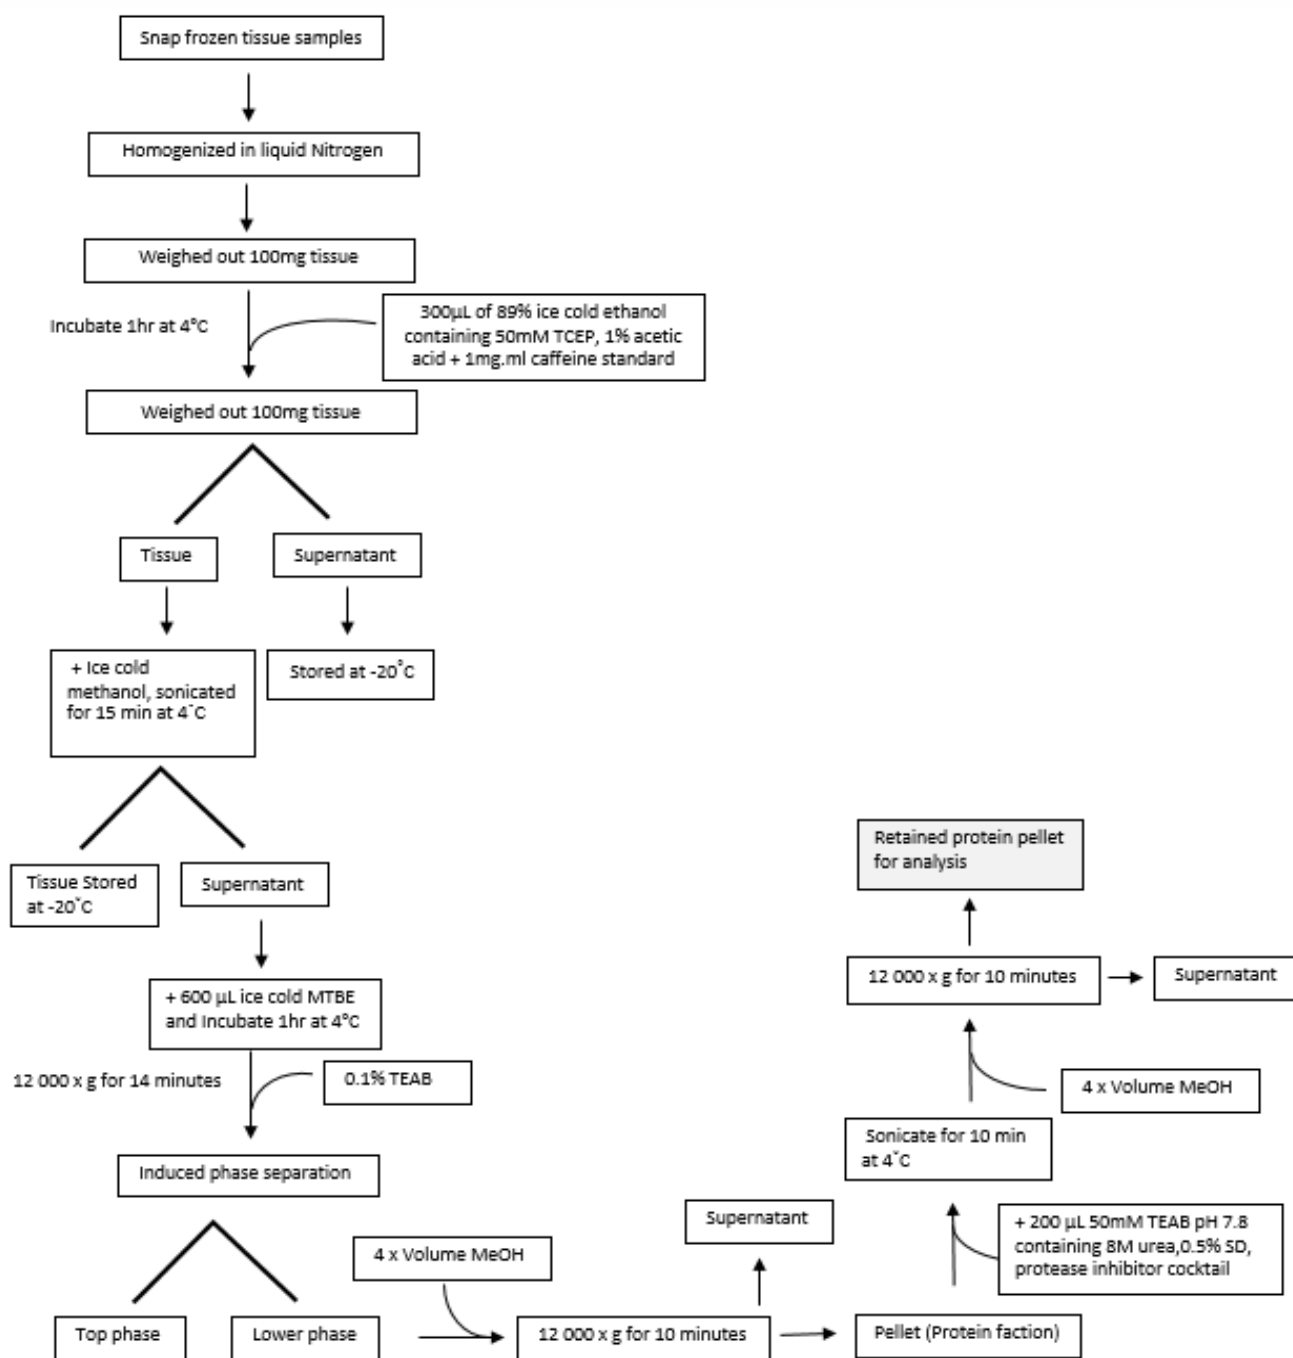 Snap frozen tissue samples
Homogenized in liquid Nitrogen
Weighed out 100mg tissue
Incubate 1hr at 4°C
300µL of 89% ice cold ethanol
containing 50mM TCEP, 1% acetic
acid + 1mg.ml caffeine standard
Weighed out 100mg tissue
Tissue
Supernatant
+ Ice cold
methanol, sonicated
for 15 min at 4˚C
Stored at -20˚C
Tissue Stored
at -20˚C
Supernatant
+ 600 µL ice cold MTBE
and Incubate 1hr at 4°C
12 000 x g for 14 minutes
0.1% TEAB
Induced phase separation
Top phase
Lower phase
4 x Volume MeOH
12 000 x g for 10 minutes
Supernatant
Pellet (Protein faction)
+ 200 µL 50mM TEAB pH 7.8
containing 8M urea,0.5% SD,
protease inhibitor cocktail
Sonicate for 10 min
at 4˚C
4 x Volume MeOH
12 000 x g for 10 minutes
Supernatant
Retained protein pellet
for analysis